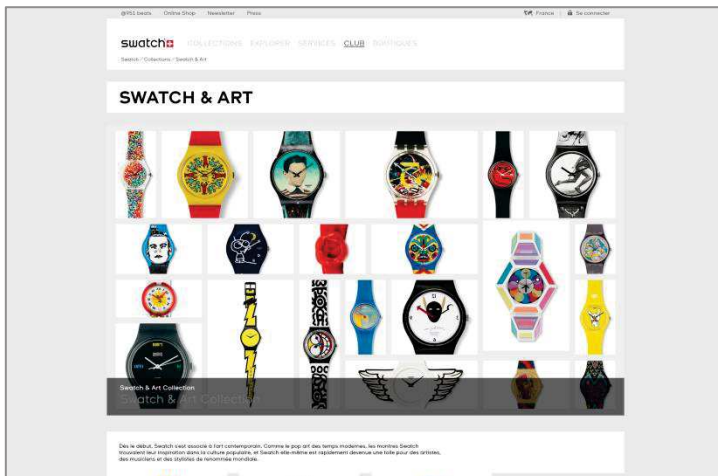 @951 beats Online Shop Newsletter Press France Se connecter
swatch COLLECTIONS EXPLORER SERVICES CLUB BOUTIQUES
Swatch / Collections / Swatch & Art
SWATCH & ART
Swatch & Art Collection
Swatch & Art Collection
Dès le début, Swatch s'est associé à l'art contemporain. Comme le pop art des temps modernes, les montres Swatch
trouvaient leur inspiration dans la culture populaire, et Swatch elle-même est rapidement devenue une toile pour des artistes,
des musiciens et des stylistes de renommée mondiale.